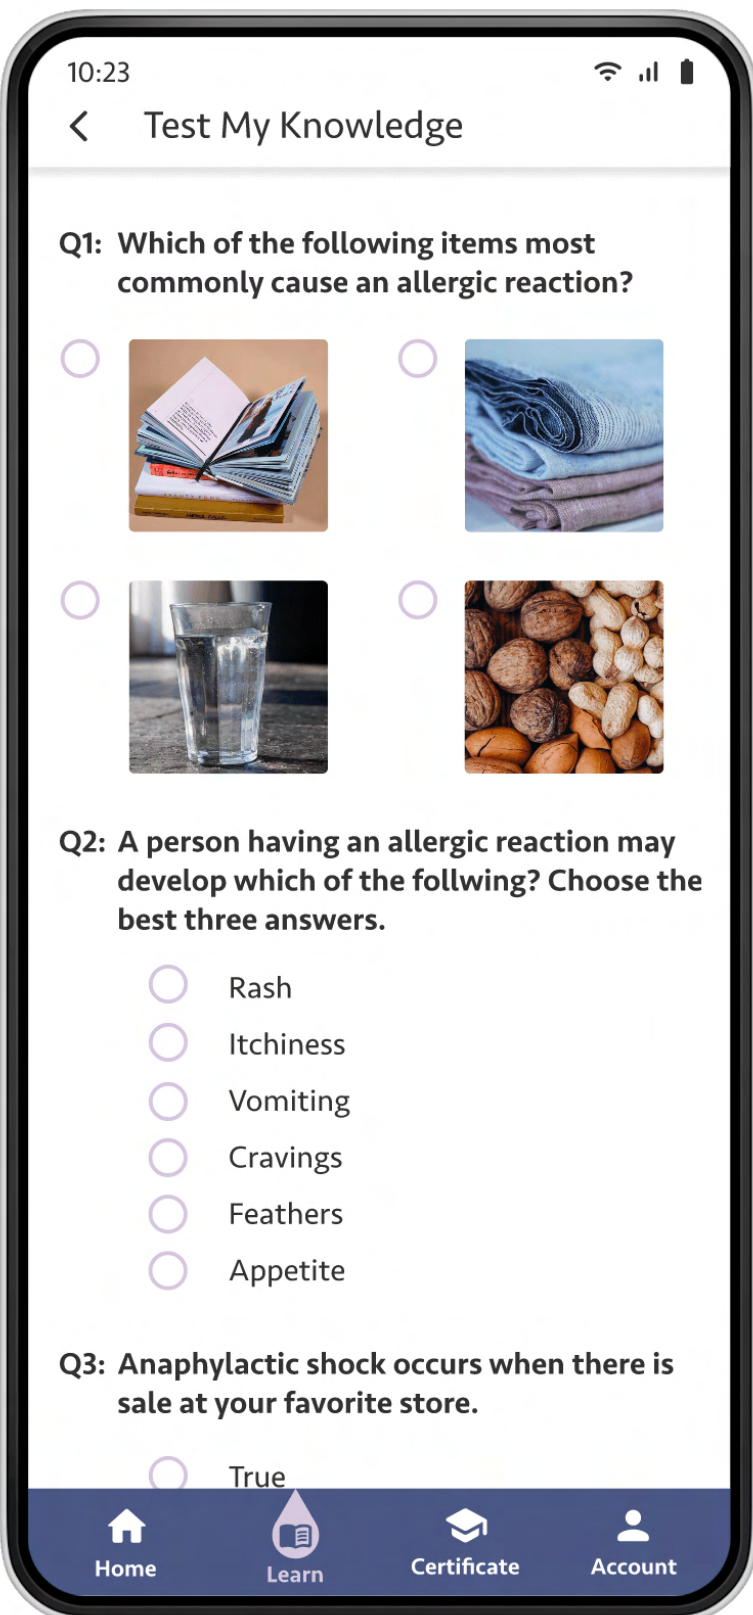 10:23
Test My Knowledge
Q1: Which of the following items most
commonly cause an allergic reaction?
Q2: A person having an allergic reaction may
develop which of the follwing? Choose the
best three answers.
Rash
Itchiness
Vomiting
Cravings
Feathers
Appetite
Q3: Anaphylactic shock occurs when there is
sale at your favorite store.
True
Home
Learn
Certificate
Account